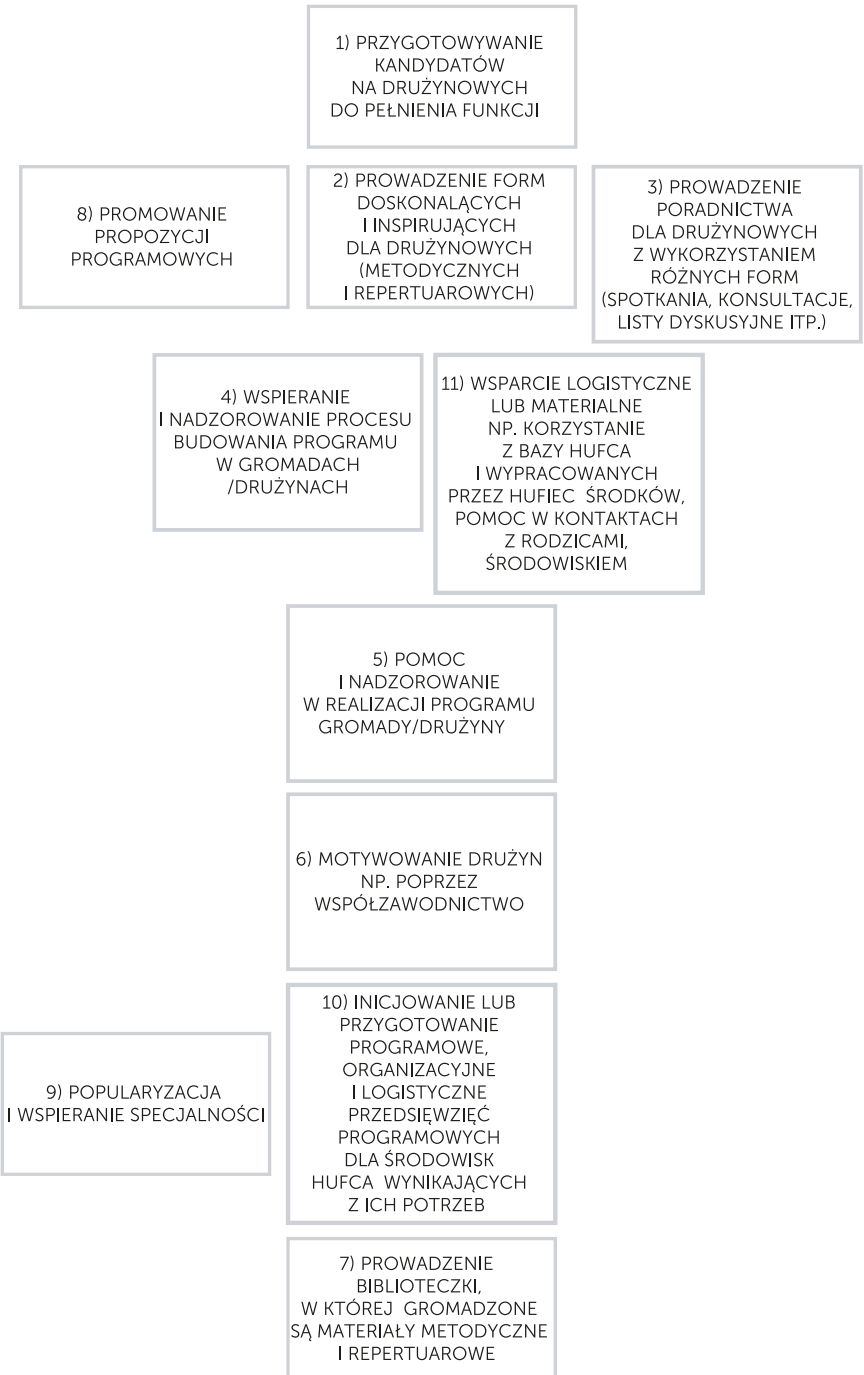 1) PRZYGOTOWYWANIE
KANDYDATÓW
NA DRUŻYNOWYCH
DO PEŁNIENIA FUNKCJI
8) PROMOWANIE
PROPOZYCJI
PROGRAMOWYCH
2) PROWADZENIE FORM
DOSKONALĄCYCH
I INSPIRUJĄCYCH
DLA DRUŻYNOWYCH
(METODYCZNYCH
I REPERTUAROWYCH)
3) PROWADZENIE
PORADNICTWA
DLA DRUŻYNOWYCH
Z WYKORZYSTANIEM
RÓŻNYCH FORM
(SPOTKANIA, KONSULTACJE,
LISTY DYSKUSYJNE ITP.)
4) WSPIERANIE
I NADZOROWANIE PROCESU
BUDOWANIA PROGRAMU
W GROMADACH
/DRUŻYNACH
11) WSPARCIE LOGISTYCZNE
LUB MATERIALNE
NP. KORZYSTANIE
Z BAZY HUFCA
I WYPRACOWANYCH
PRZEZ HUFIEC ŚRODKÓW,
POMOC W KONTAKTACH
Z RODZICAMI,
ŚRODOWISKIEM
5) POMOC
I NADZOROWANIE
W REALIZACJI PROGRAMU
GROMADY/DRUŻYNY
6) MOTYWOWANIE DRUŻYN
NP. POPRZEZ
WSPÓŁZAWODNICTWO
9) POPULARYZACJA
I WSPIERANIE SPECJALNOŚCI
10) INICJOWANIE LUB
PRZYGOTOWANIE
PROGRAMOWE,
ORGANIZACYJNE
I LOGISTYCZNE
PRZEDSIĘWZIĘĆ
PROGRAMOWYCH
DLA ŚRODOWISK
HUFCA WYNIKAJĄCYCH
Z ICH POTRZEB
7) PROWADZENIE
BIBLIOTECZKI,
W KTÓREJ GROMADZONE
SĄ MATERIAŁY METODYCZNE
I REPERTUAROWE